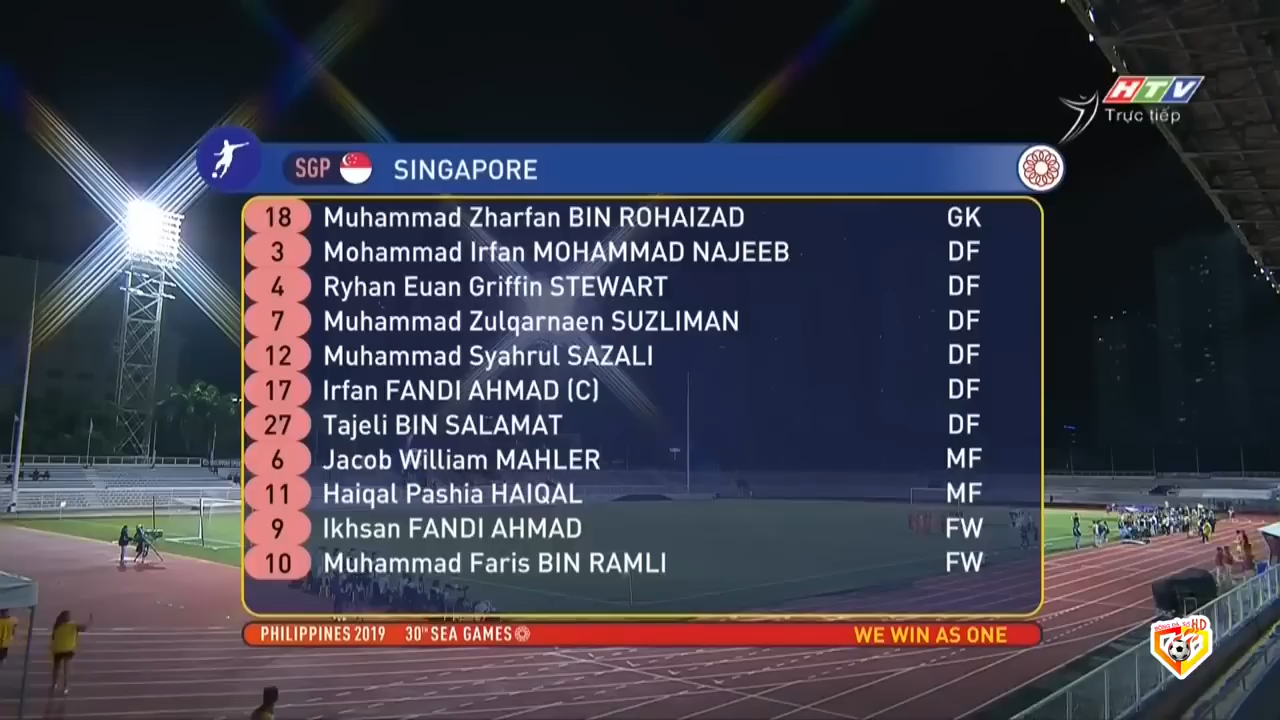 HTV
Trực tiếp
SGP SINGAPORE
18 Muhammad Zharfan BIN ROHAIZAD GK
3 Mohammad Irfan MOHAMMAD NAJEEB DF
4 Ryhan Euan Griffin STEWART DF
7 Muhammad Zulqarnaen SUZLIMAN DF
12 Muhammad Syahrul SAZALI DF
17 Irfan FANDI AHMAD (C) DF
27 Tajeli BIN SALAMAT DF
6 Jacob William MAHLER MF
11 Haiqal Pashia HAIQAL MF
9 Ikhsan FANDI AHMAD FW
10 Muhammad Faris BIN RAMLI FW
PHILIPPINES 2019 30TH SEA GAMES WE WIN AS ONE
HD